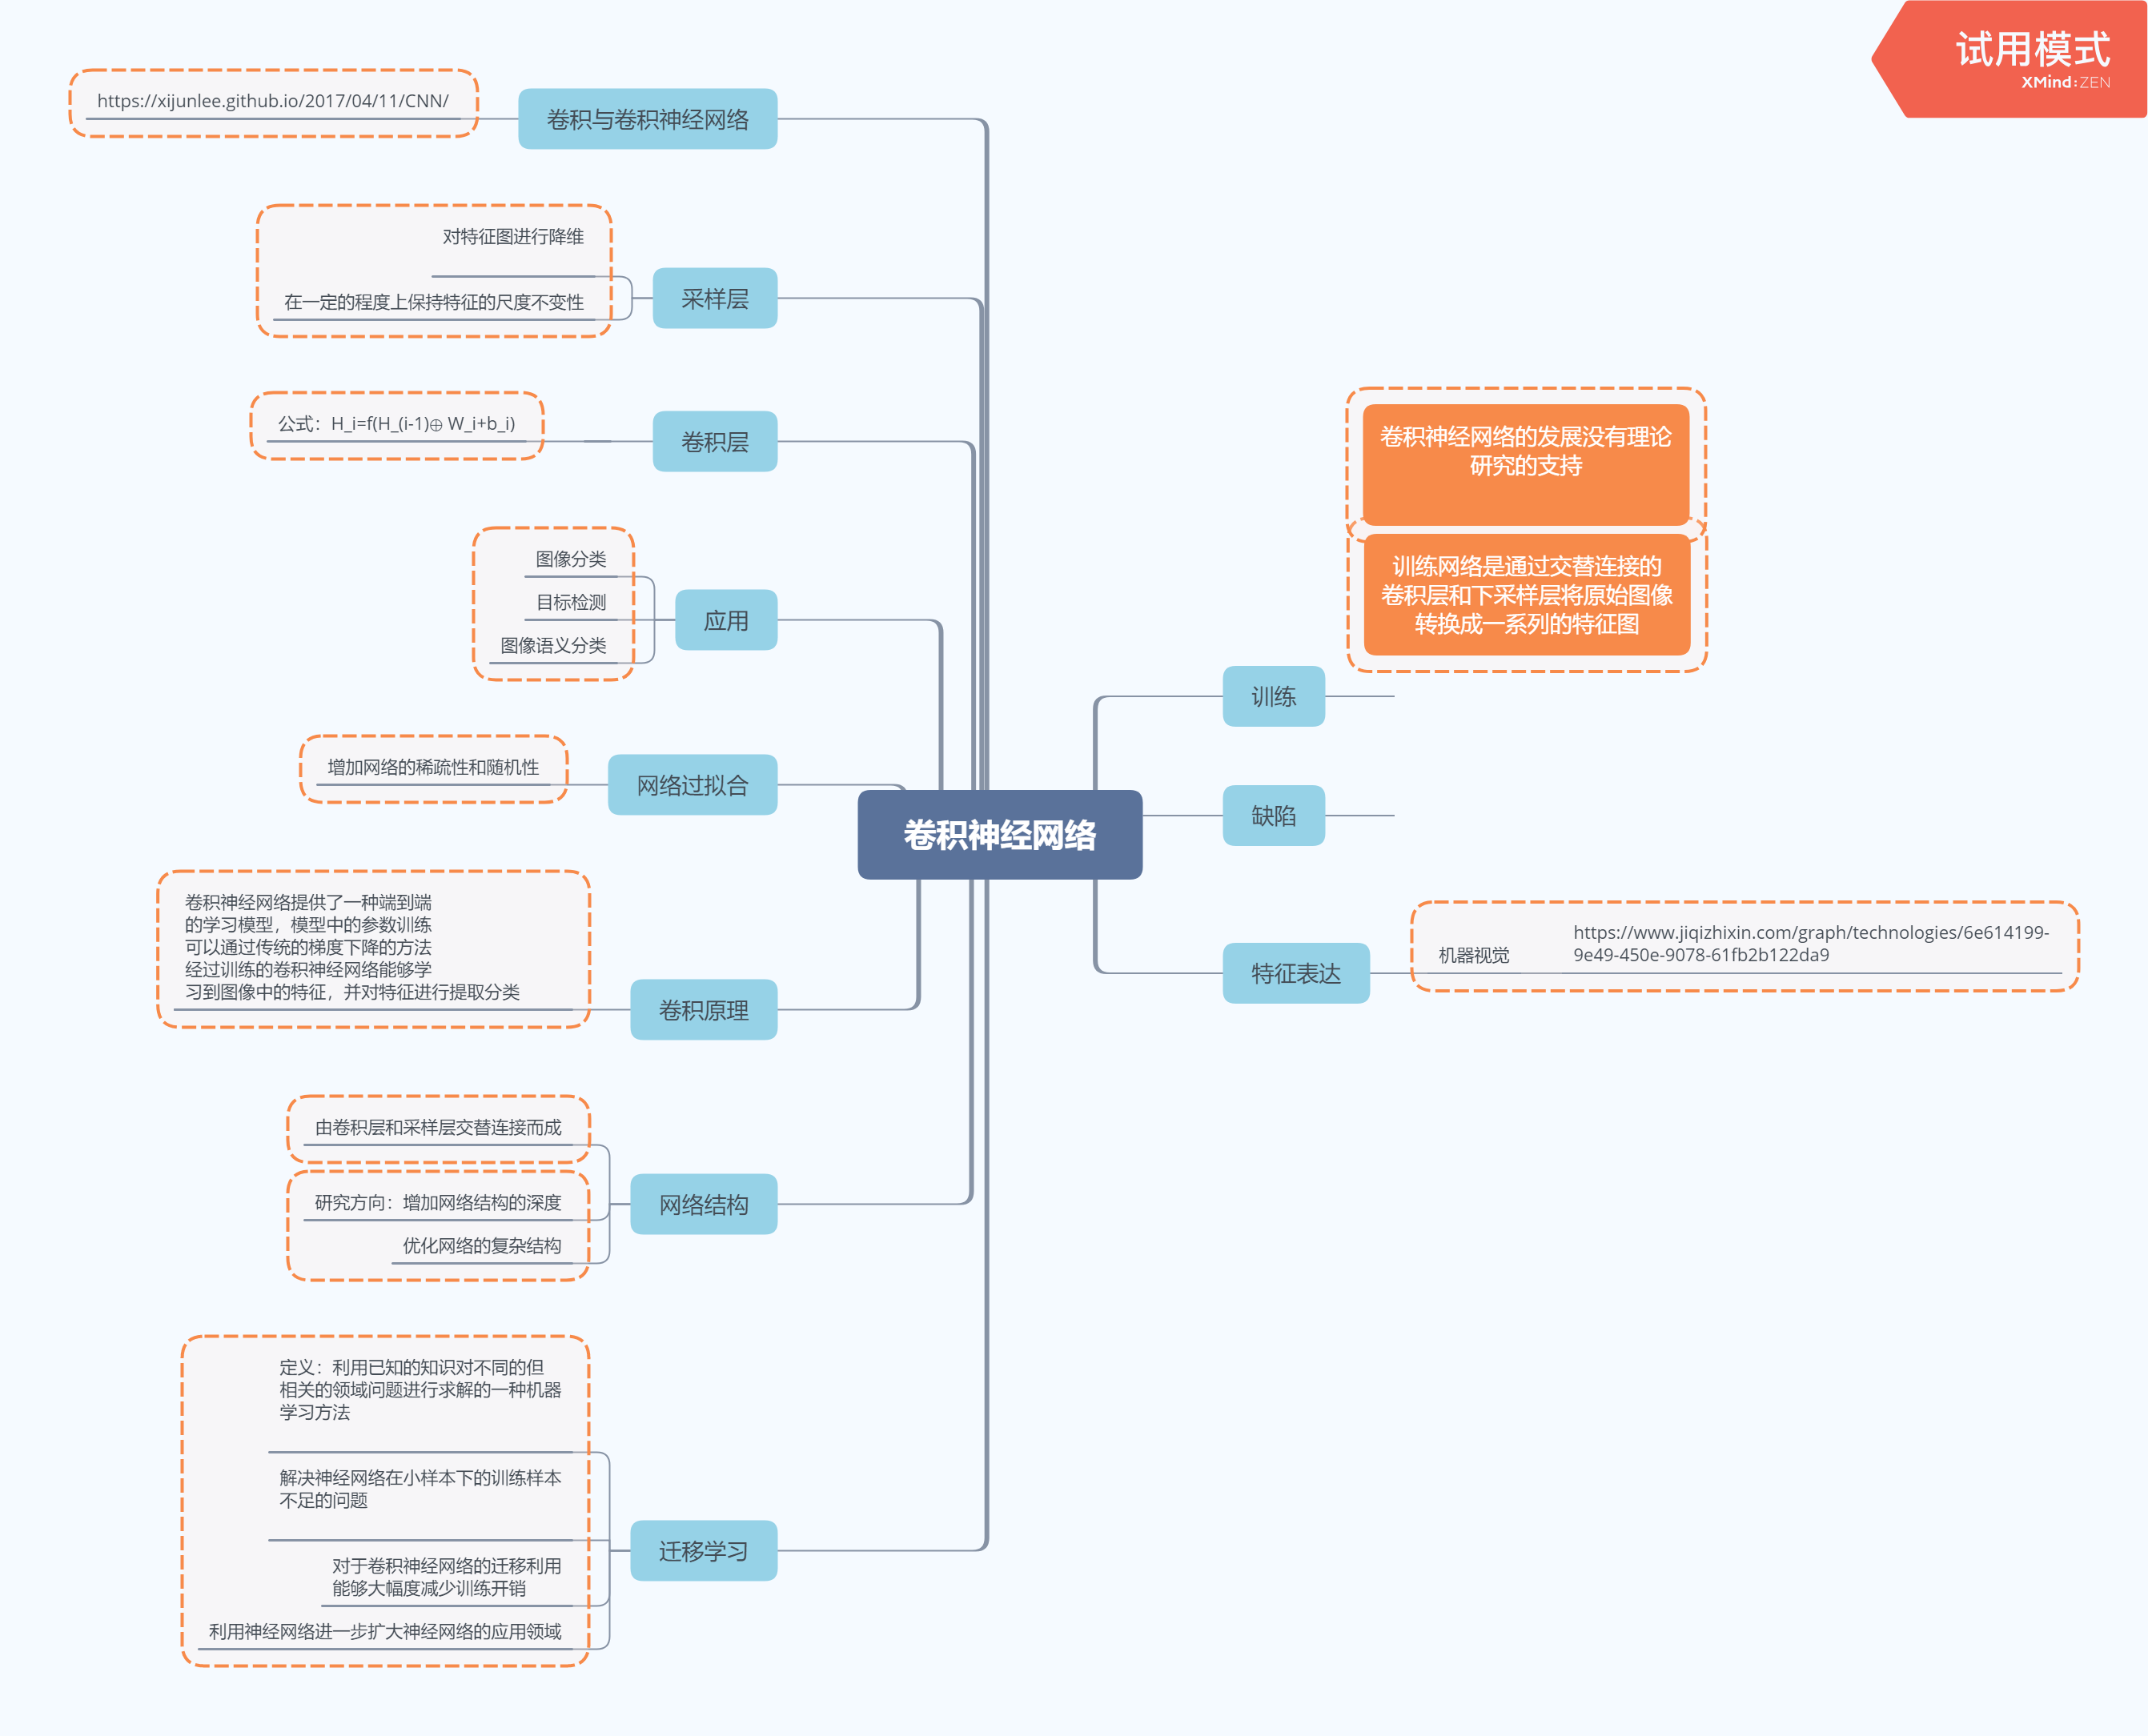 试用模式
XMind:ZEN
https://xijunlee.github.io/2017/04/11/CNN/
卷积与卷积神经网络
对特征图进行降维
在一定的程度上保持特征的尺度不变性
采样层
公式：H_i=f(H_(i-1)⊕ W_i+b_i)
卷积层
图像分类
目标检测
图像语义分类
应用
增加网络的稀疏性和随机性
网络过拟合
卷积神经网络提供了一种端到端
的学习模型，模型中的参数训练
可以通过传统的梯度下降的方法
经过训练的卷积神经网络能够学
习到图像中的特征，并对特征进行提取分类
卷积原理
由卷积层和采样层交替连接而成
研究方向：增加网络结构的深度
优化网络的复杂结构
网络结构
定义：利用已知的知识对不同的但
相关的领域问题进行求解的一种机器
学习方法
解决神经网络在小样本下的训练样本
不足的问题
对于卷积神经网络的迁移利用
能够大幅度减少训练开销
利用神经网络进一步扩大神经网络的应用领域
迁移学习
卷积神经网络
卷积神经网络的发展没有理论
研究的支持
训练网络是通过交替连接的
卷积层和下采样层将原始图像
转换成一系列的特征图
训练
缺陷
特征表达
机器视觉
https://www.jiqizhixin.com/graph/technologies/6e614199-
9e49-450e-9078-61fb2b122da9